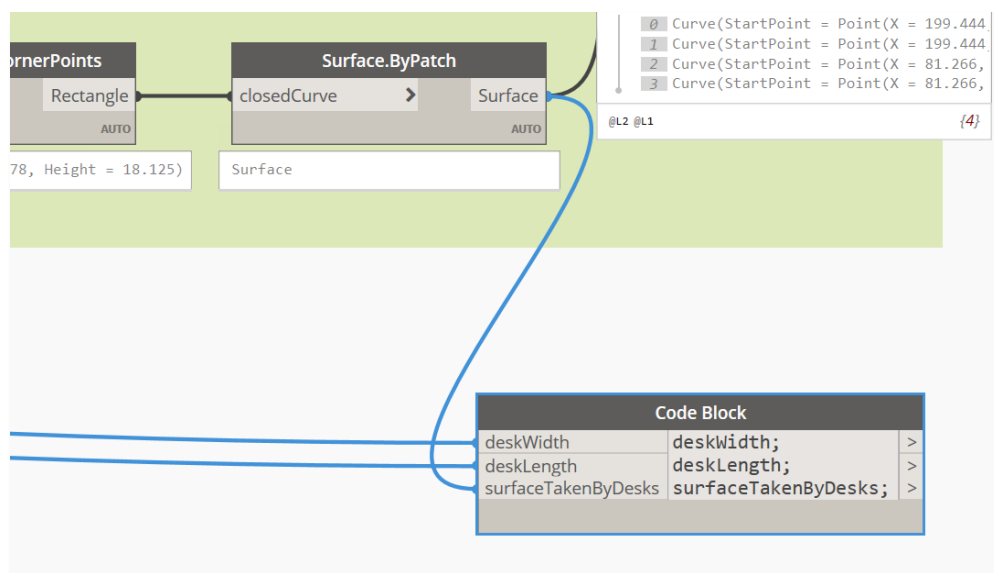 ornerPoints
Rectangle
AUTO
78, Height = 18.125)
Surface.ByPatch
closedCurve > Surface
AUTO
Surface
0 Curve(StartPoint = Point(X = 199.444
1 Curve(StartPoint = Point(X = 199.444
2 Curve(StartPoint = Point(X = 81.266,
3 Curve(StartPoint = Point(X = 81.266,
@L2 @L1 {4}
Code Block
deskWidth deskWidth; >
deskLength deskLength; >
surfaceTakenByDesks surfaceTakenByDesks; >